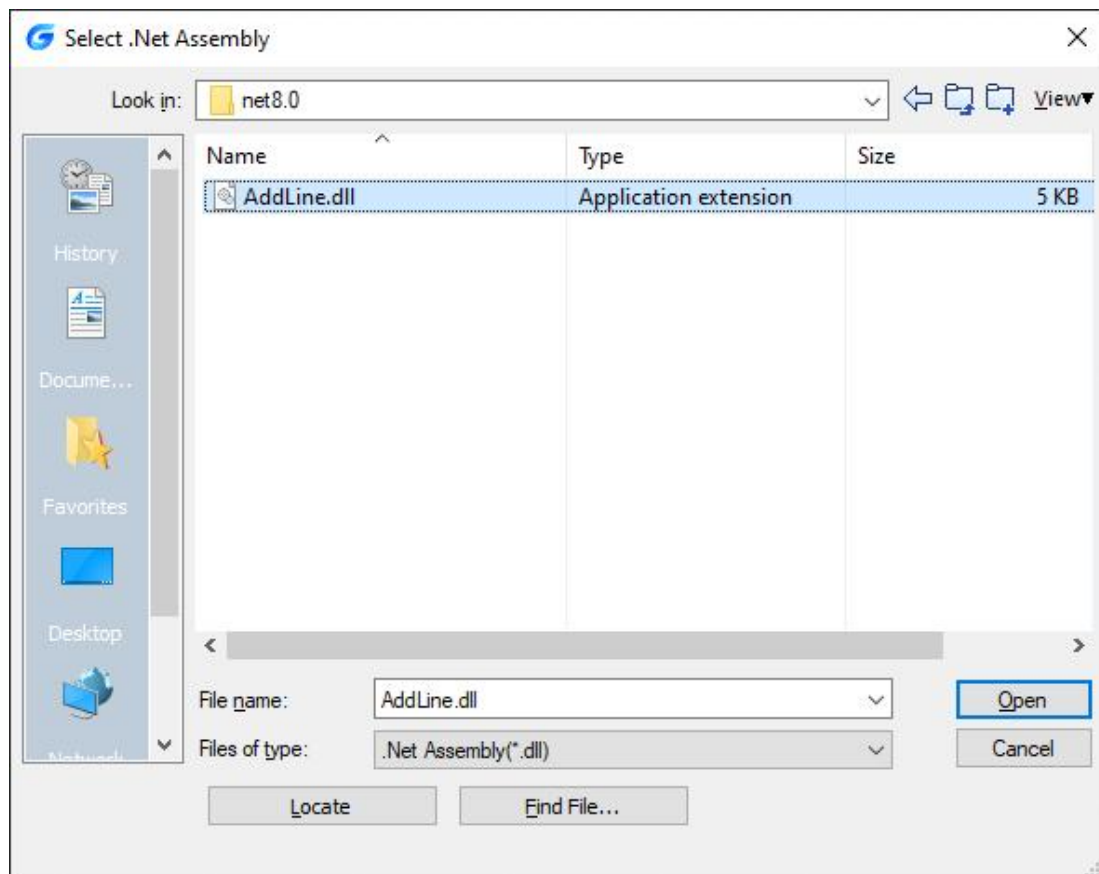 Select .Net Assembly
Look in: net8.0 View▾
Name Type Size
AddLine.dll Application extension 5 KB
History
Docume...
Favorites
Desktop
Network
File name: AddLine.dll Open
Files of type: .Net Assembly(*.dll) Cancel
Locate Find File...